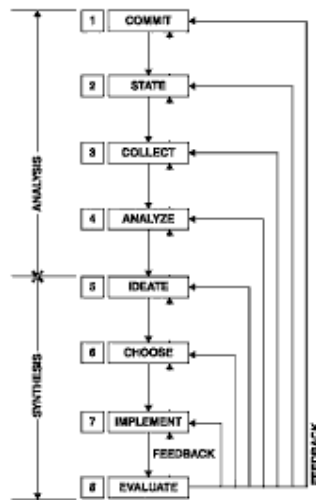 1 COMMIT
2 STATE
3 COLLECT
ANALYSIS
4 ANALYZE
5 IDEATE
6 CHOOSE
SYNTHESIS
7 IMPLEMENT
FEEDBACK
FEEDBACK
8 EVALUATE